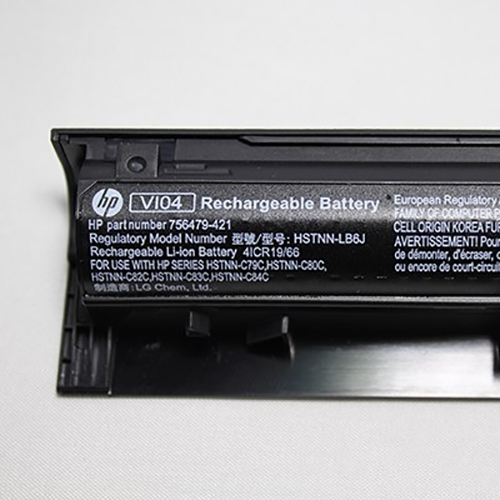 hp VI04 Rechargeable Battery
HP part number 756479-421
Regulatory Model Number 型號/型号: HSTNN-LB6J
Rechargeable Li-ion Battery 4ICR19/66
FOR USE WITH HP SERIES HSTNN-C79C,HSTNN-C80C,
HSTNN-C82C,HSTNN-C83C,HSTNN-C84C
制造商: LG Chem, Ltd.
European Regulatory
FAMILY OF COMPUTER
CELL ORIGIN KOREA
AVERTISSEMENT!
de démonter, d'écraser,
ou encore de court-circu